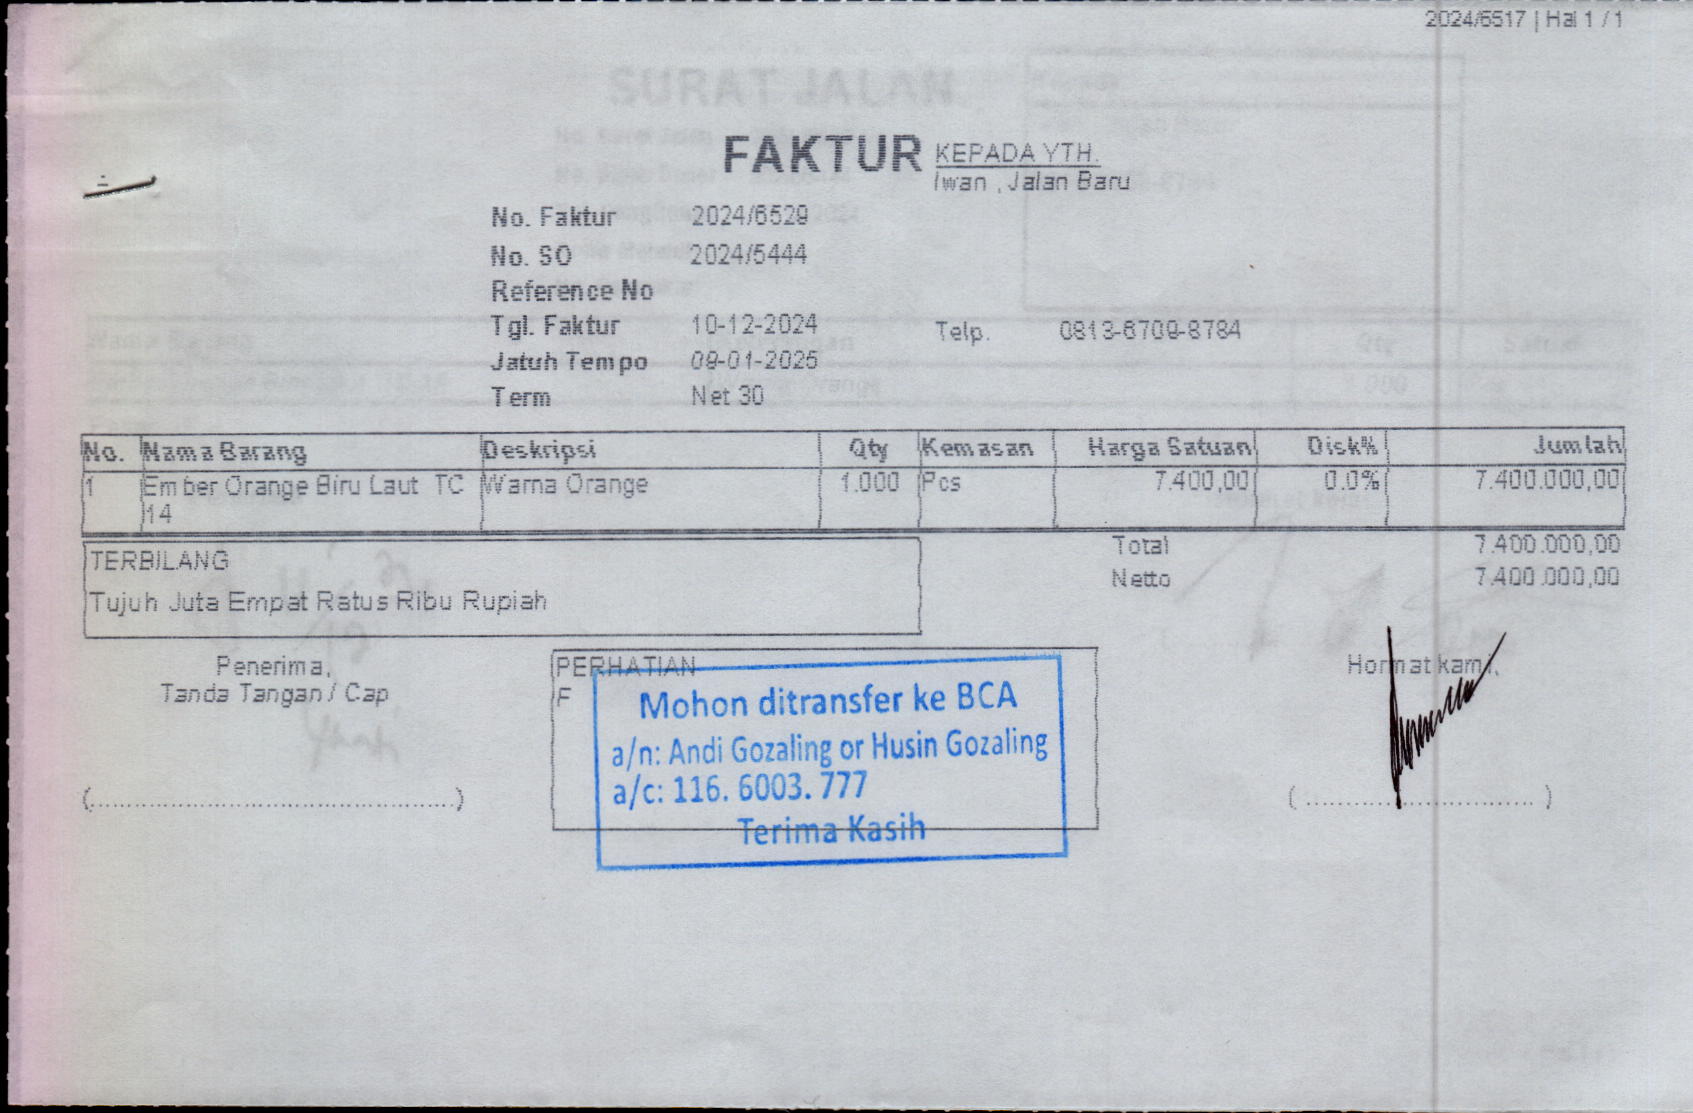 2024/6517 | Hal 1 / 1
SURAT JALAN
FAKTUR
KEPADA YTH.
Iwan , Jalan Baru
No. Faktur 2024/6529
No. SO 2024/5444
Reference No
Tgl. Faktur 10-12-2024 Telp. 0813-6709-8784
Jatuh Tempo 09-01-2025
Term Net 30
No. Nama Barang Deskripsi Qty Kemasan Harga Satuan Disk% Jumlah
1 Ember Orange Biru Laut TC Warna Orange 1.000 Pcs 7.400,00 0.0% 7.400.000,00
14
Total 7.400.000,00
Netto 7.400.000,00
TERBILANG
Tujuh Juta Empat Ratus Ribu Rupiah
Penerima,
Tanda Tangan / Cap
(............................................)
PERHATIAN
F
Mohon ditransfer ke BCA
a/n: Andi Gozaling or Husin Gozaling
a/c: 116. 6003. 777
Terima Kasih
Hormat kami,
( ............................... )